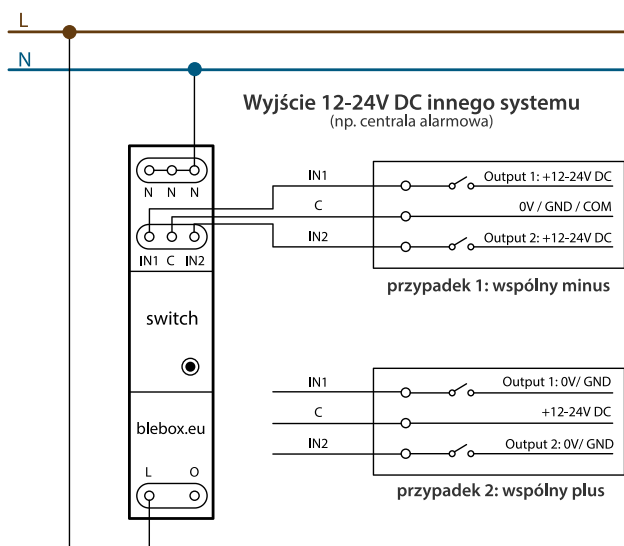 L
N
Wyjście 12-24V DC innego systemu
(np. centrala alarmowa)
N N N
IN1 C IN2
switch
blebox.eu
L O
IN1 Output 1: +12-24V DC
C 0V / GND / COM
IN2 Output 2: +12-24V DC
przypadek 1: wspólny minus
IN1 Output 1: 0V/ GND
C +12-24V DC
IN2 Output 2: 0V/ GND
przypadek 2: wspólny plus